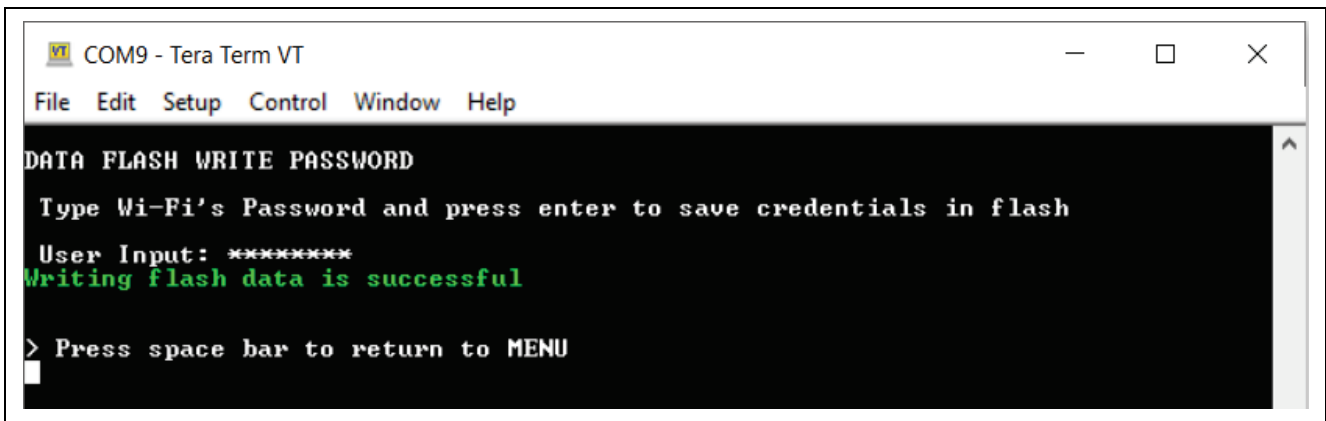 COM9 - Tera Term VT
File Edit Setup Control Window Help
DATA FLASH WRITE PASSWORD
Type Wi-Fi's Password and press enter to save credentials in flash
User Input: ********
Writing flash data is successful
> Press space bar to return to MENU